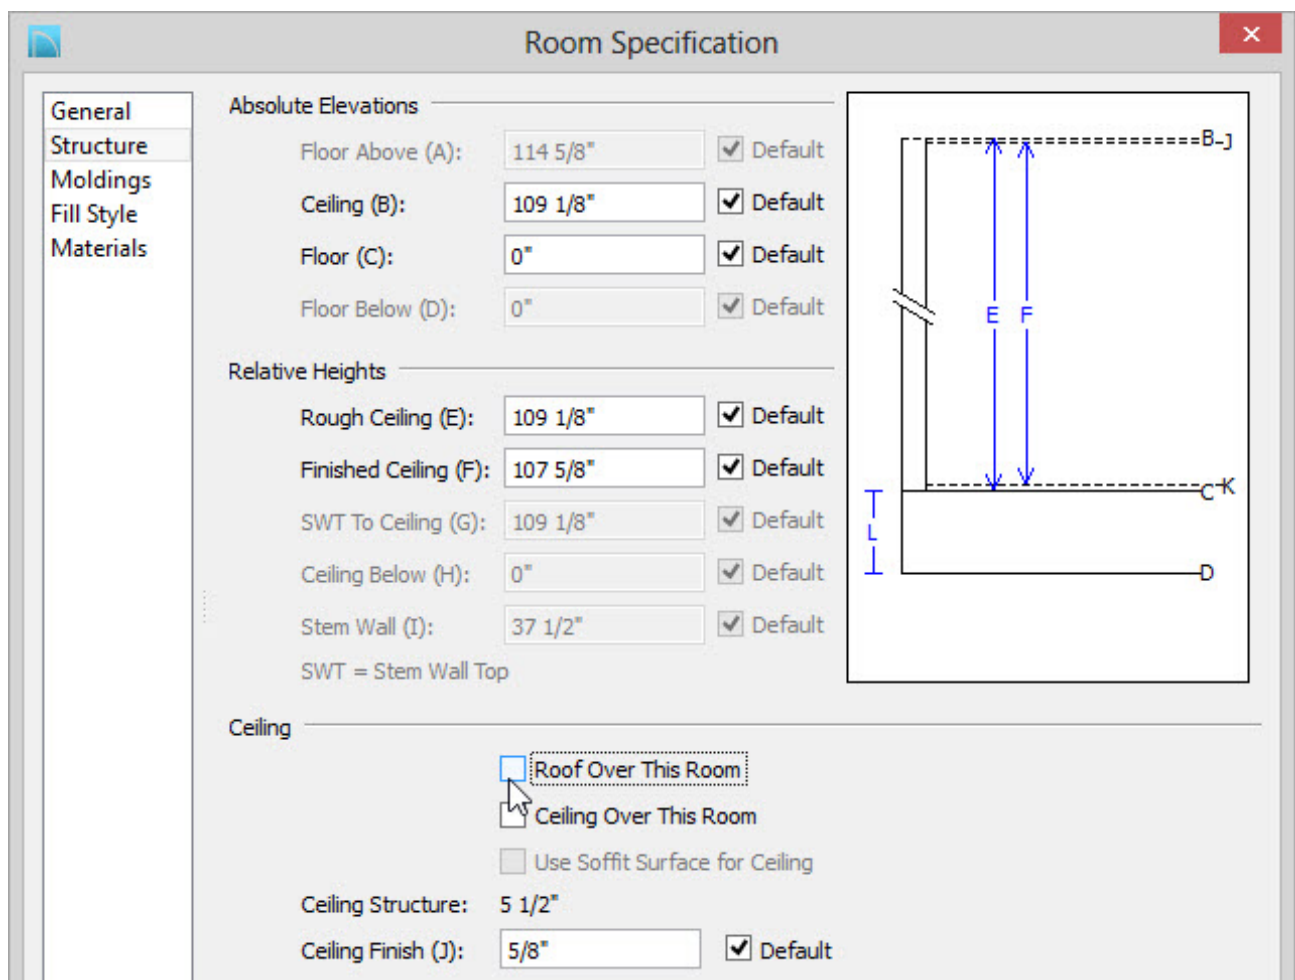 Room Specification
General
Structure
Moldings
Fill Style
Materials
Absolute Elevations
Floor Above (A): 114 5/8" Default
Ceiling (B): 109 1/8" Default
Floor (C): 0" Default
Floor Below (D): 0" Default
Relative Heights
Rough Ceiling (E): 109 1/8" Default
Finished Ceiling (F): 107 5/8" Default
SWT To Ceiling (G): 109 1/8" Default
Ceiling Below (H): 0" Default
Stem Wall (I): 37 1/2" Default
SWT = Stem Wall Top
B J
E F
C K
L
D
Ceiling
Roof Over This Room
Ceiling Over This Room
Use Soffit Surface for Ceiling
Ceiling Structure: 5 1/2"
Ceiling Finish (J): 5/8" Default